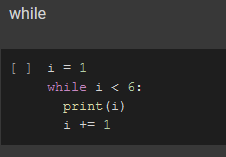 while
[ ] i = 1
while i < 6:
  print(i)
  i += 1